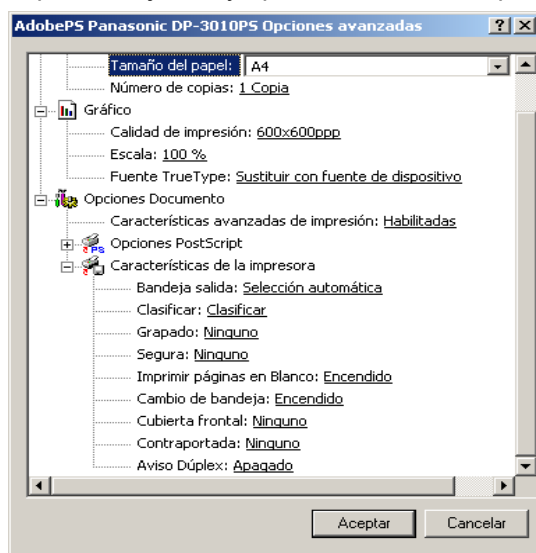 AdobePS Panasonic DP-3010PS Opciones avanzadas
Tamaño del papel: A4
Número de copias: 1 Copia
Gráfico
Calidad de impresión: 600x600ppp
Escala: 100 %
Fuente TrueType: Sustituir con fuente de dispositivo
Opciones Documento
Características avanzadas de impresión: Habilitadas
Opciones PostScript
Características de la impresora
Bandeja salida: Selección automática
Clasificar: Clasificar
Grapado: Ninguno
Segura: Ninguno
Imprimir páginas en Blanco: Encendido
Cambio de bandeja: Encendido
Cubierta frontal: Ninguno
Contraportada: Ninguno
Aviso Dúplex: Apagado
Aceptar Cancelar